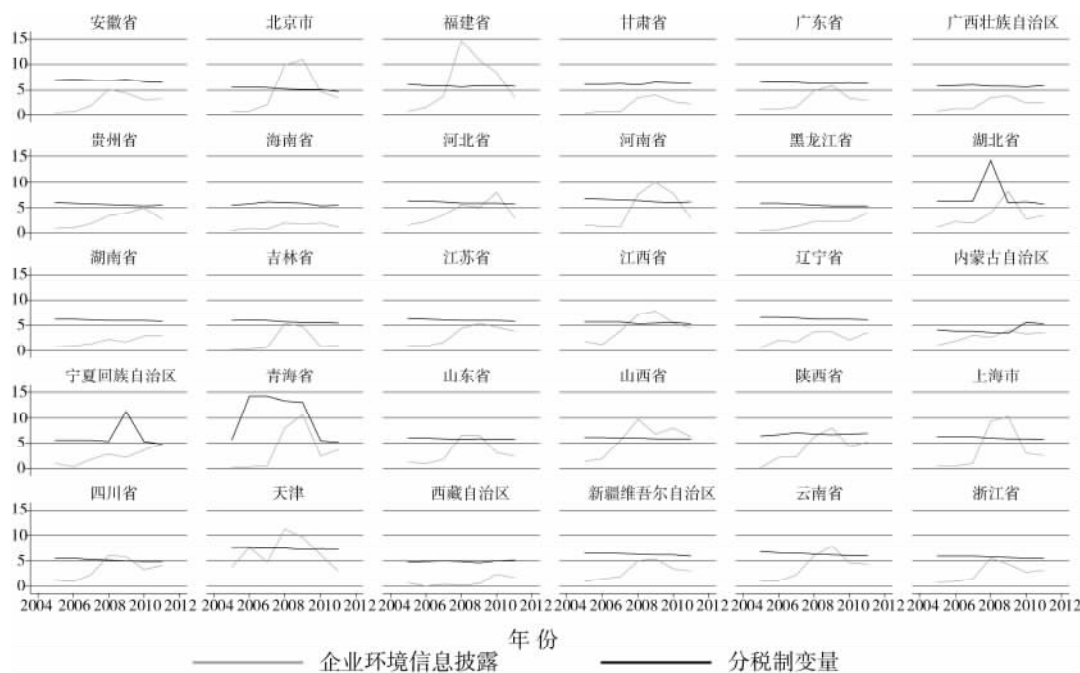 安徽省 北京市 福建省 甘肃省 广东省 广西壮族自治区
15
10
5
0
贵州省 海南省 河北省 河南省 黑龙江省 湖北省
15
10
5
0
湖南省 吉林省 江苏省 江西省 辽宁省 内蒙古自治区
15
10
5
0
宁夏回族自治区 青海省 山东省 山西省 陕西省 上海市
15
10
5
0
四川省 天津 西藏自治区 新疆维吾尔自治区 云南省 浙江省
15
10
5
0
2004 2006 2008 2010 2012 2004 2006 2008 2010 2012 2004 2006 2008 2010 2012 2004 2006 2008 2010 2012 2004 2006 2008 2010 2012 2004 2006 2008 2010 2012
年 份
企业环境信息披露 分税制变量